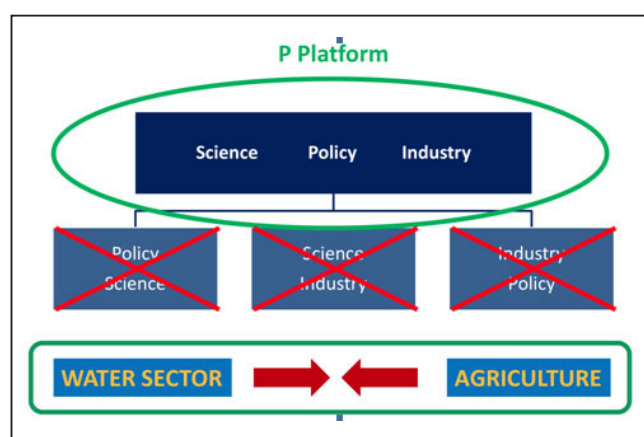 P Platform
Science Policy Industry
Policy
Science
Science
Industry
Industry
Policy
WATER SECTOR
AGRICULTURE